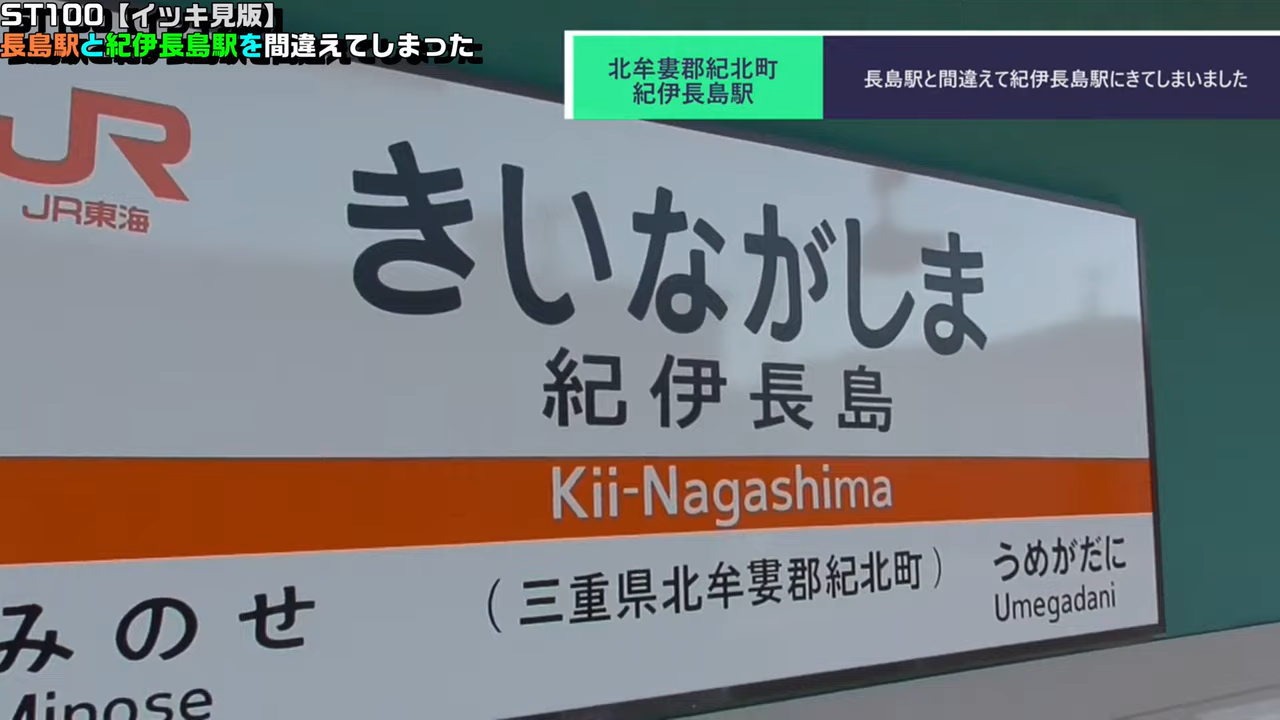 ST100【イッキ見版】
長島駅と紀伊長島駅を間違えてしまった
北牟婁郡紀北町
紀伊長島駅
長島駅と間違えて紀伊長島駅にきてしまいました
JR
JR東海
きいながしま
紀伊長島
Kii-Nagashima
(三重県北牟婁郡紀北町)
みのせ
Minose
うめがだに
Umegadani